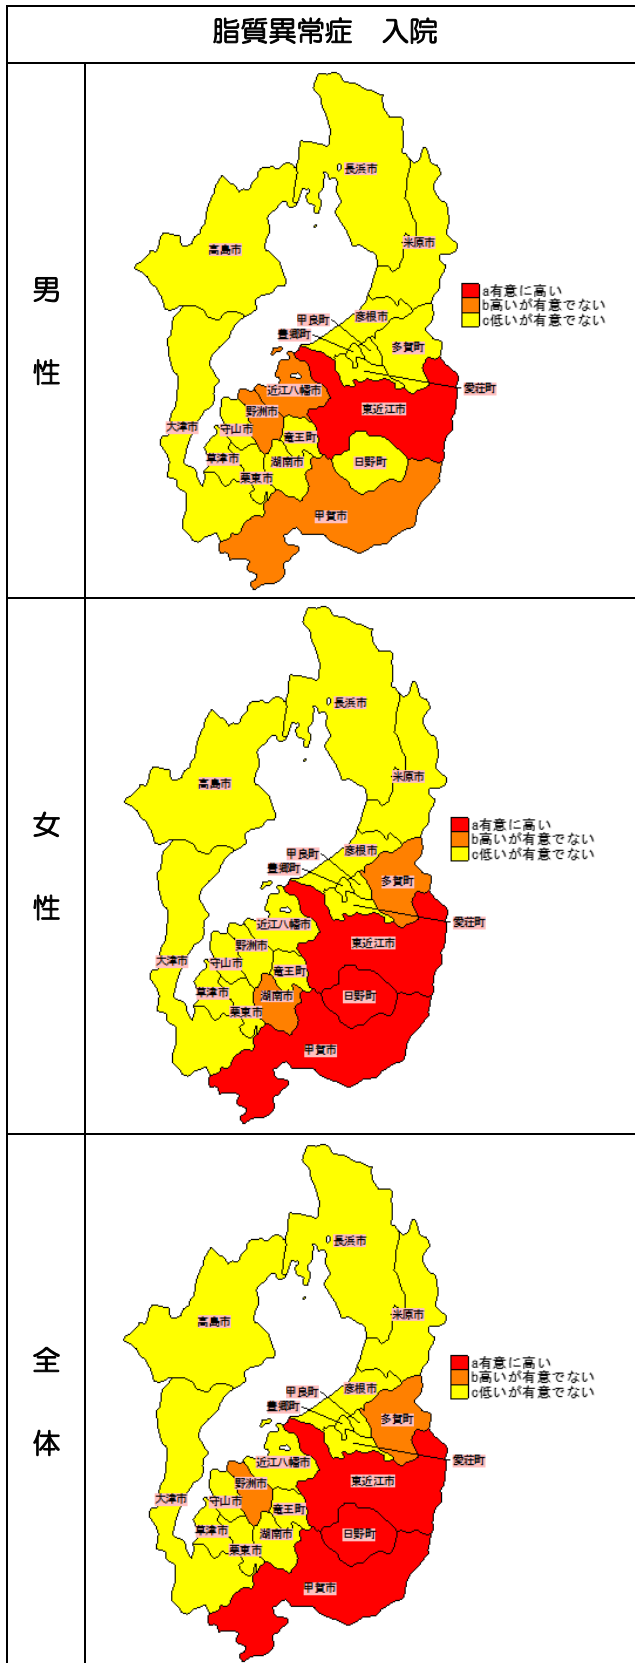 脂質異常症　入院
男性
長浜市
米原市
高島市
a有意に高い
b高いが有意でない
c低いが有意でない
彦根市
甲良町
豊郷町
多賀町
愛荘町
近江八幡市
東近江市
野洲市
大津市
守山市
竜王町
草津市
湖南市
日野町
栗東市
甲賀市
女性
長浜市
米原市
高島市
a有意に高い
b高いが有意でない
c低いが有意でない
彦根市
甲良町
豊郷町
多賀町
愛荘町
近江八幡市
東近江市
野洲市
大津市
守山市
竜王町
草津市
湖南市
日野町
栗東市
甲賀市
全体
長浜市
米原市
高島市
a有意に高い
b高いが有意でない
c低いが有意でない
彦根市
甲良町
豊郷町
多賀町
愛荘町
近江八幡市
東近江市
野洲市
大津市
守山市
竜王町
草津市
湖南市
日野町
栗東市
甲賀市